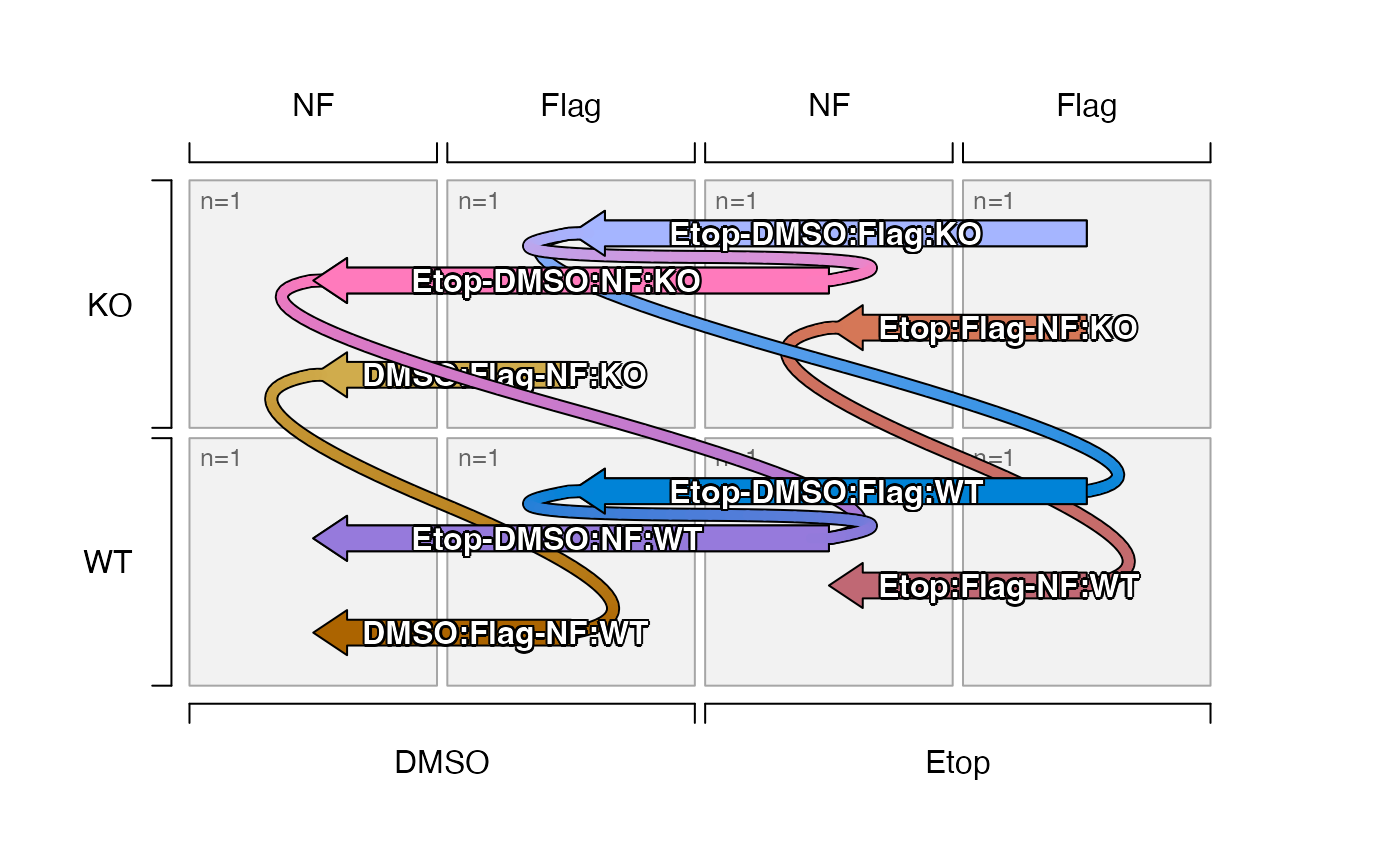 NF Flag NF Flag
n=1 n=1 n=1 n=1
Etop-DMSO:Flag:KO
Etop-DMSO:NF:KO
KO
Etop:Flag-NF:KO
DMSO:Flag-NF:KO
n=1 n=1 n=1 n=1
Etop-DMSO:Flag:WT
Etop-DMSO:NF:WT
WT
Etop:Flag-NF:WT
DMSO:Flag-NF:WT
DMSO Etop